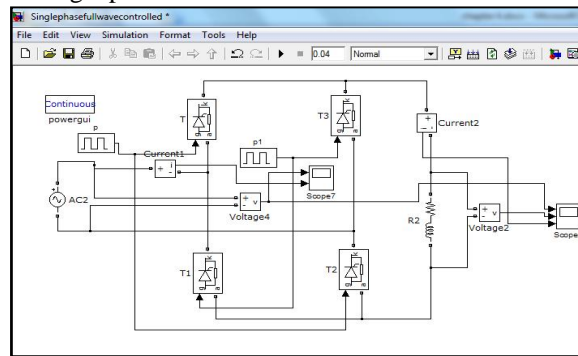 Singlephasefullwavecontrolled *
File Edit View Simulation Format Tools Help
0.04 Normal
Continuous
powergui
p
T
T3
Current2
p1
Current1
Scope7
AC2
Voltage4
R2
Voltage2
Scope
T1
T2